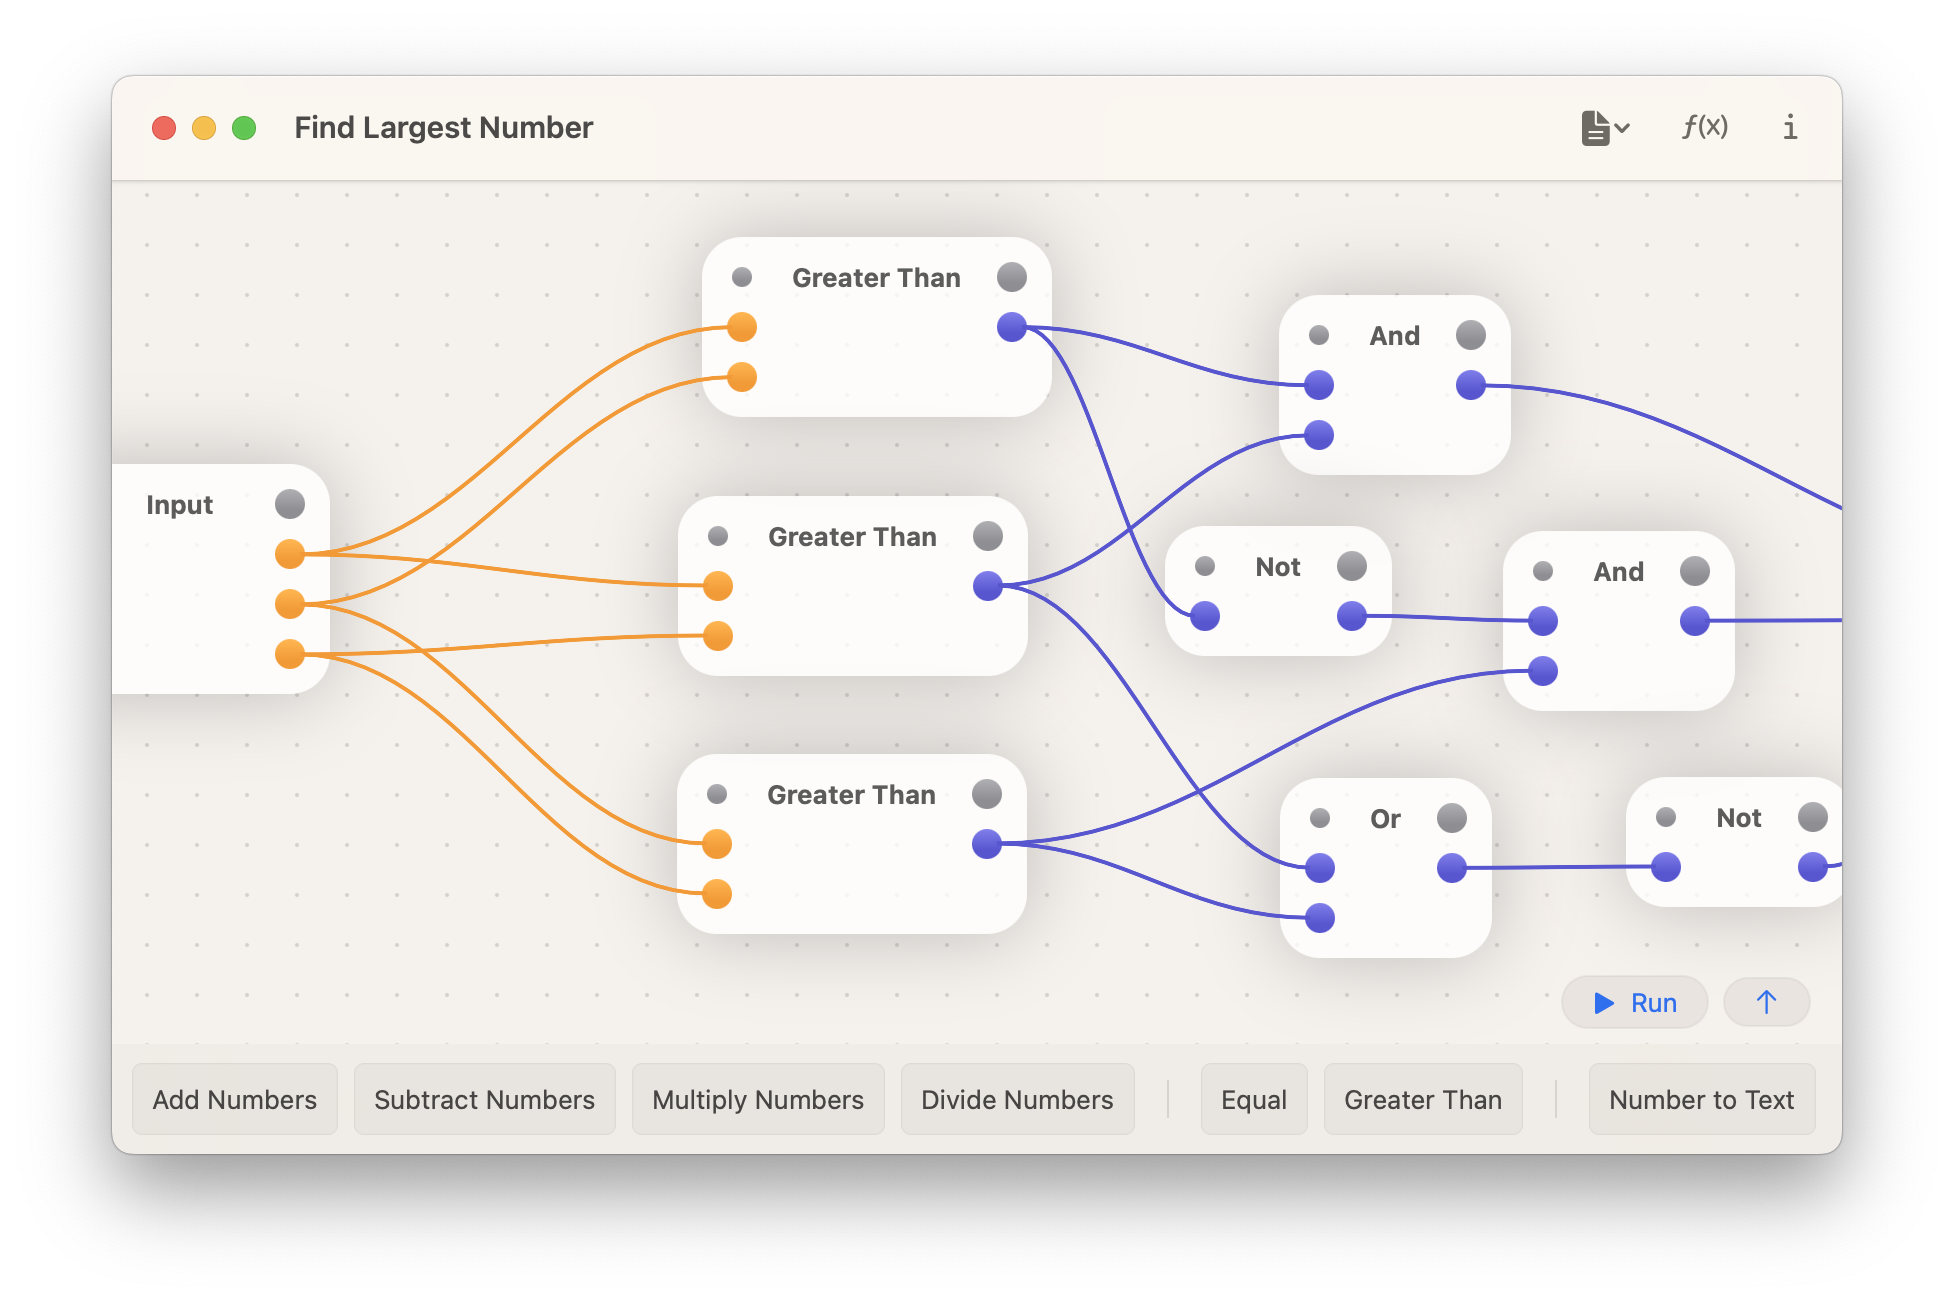 Find Largest Number
f(x)
i
Greater Than
And
Input
Greater Than
Not
And
Greater Than
Or
Not
Run
Add Numbers
Subtract Numbers
Multiply Numbers
Divide Numbers
Equal
Greater Than
Number to Text